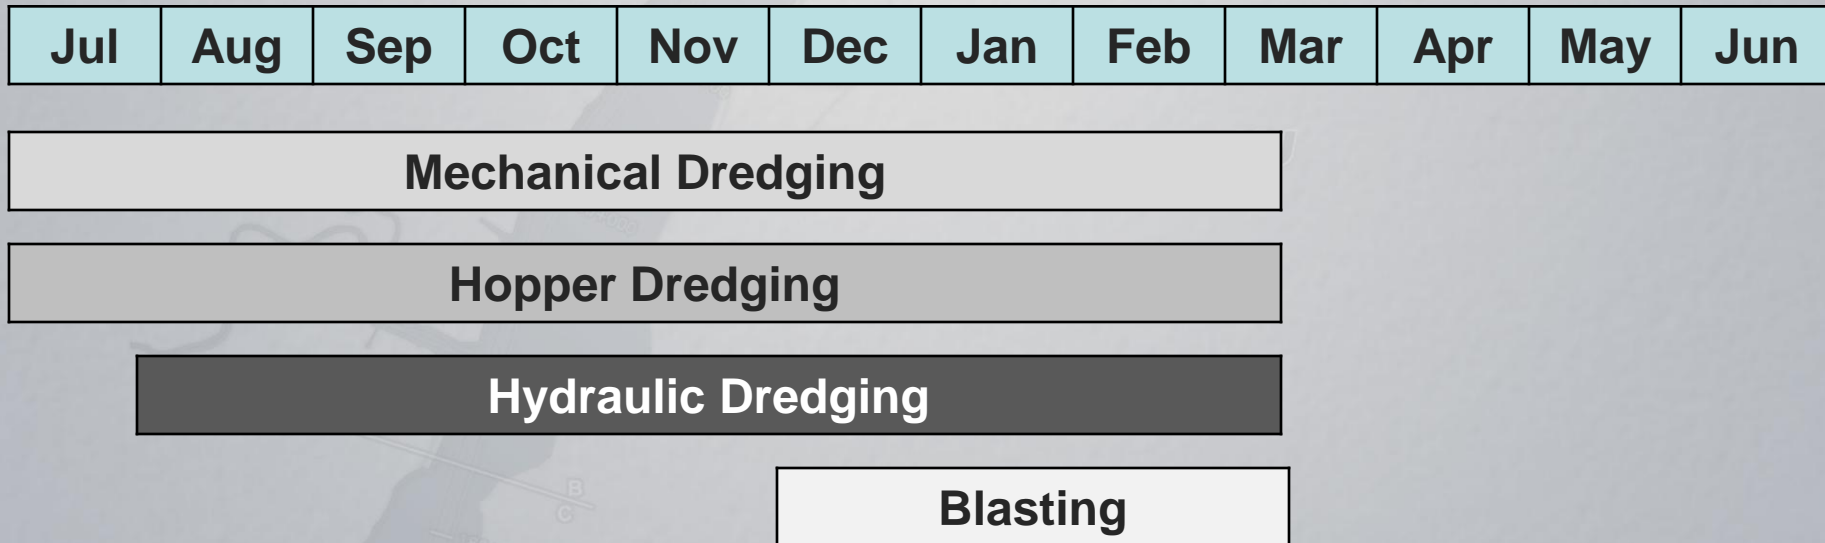 Jul Aug Sep Oct Nov Dec Jan Feb Mar Apr May Jun
Mechanical Dredging
Hopper Dredging
Hydraulic Dredging
B
C
Blasting